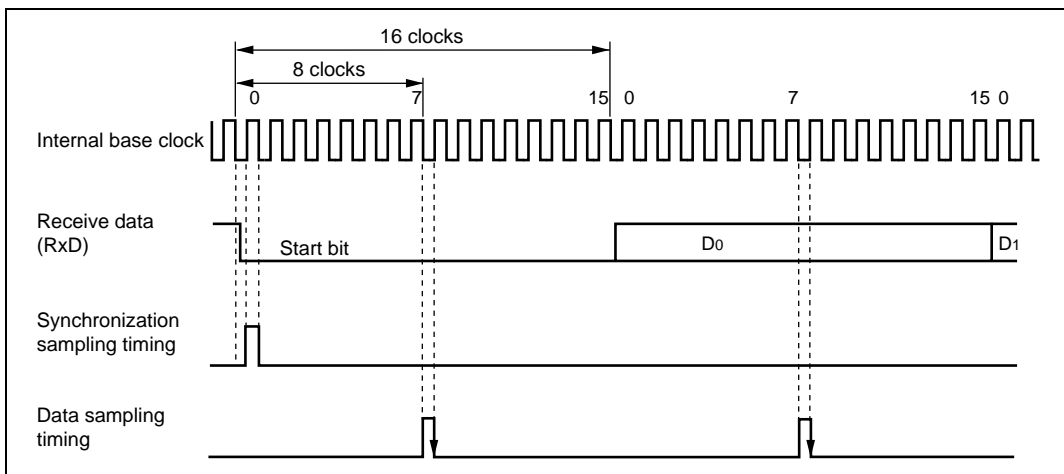 16 clocks
8 clocks
0 7 15 0 7 15 0
Internal base clock
Receive data
(RxD)
Start bit
D0
D1
Synchronization
sampling timing
Data sampling
timing